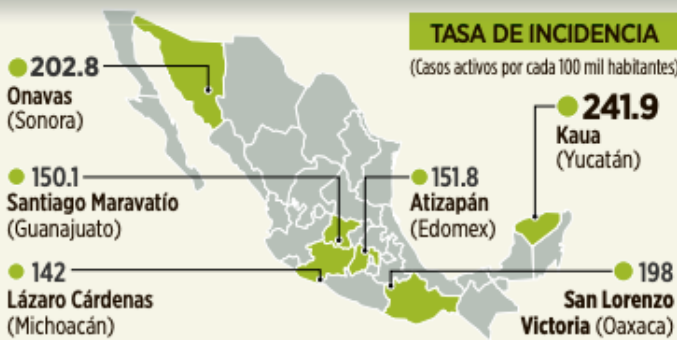 TASA DE INCIDENCIA
(Casos activos por cada 100 mil habitantes)
202.8
Onavas
(Sonora)
241.9
Kaua
(Yucatán)
150.1
Santiago Maravatío
(Guanajuato)
151.8
Atizapán
(Edomex)
142
Lázaro Cárdenas
(Michoacán)
198
San Lorenzo
Victoria (Oaxaca)